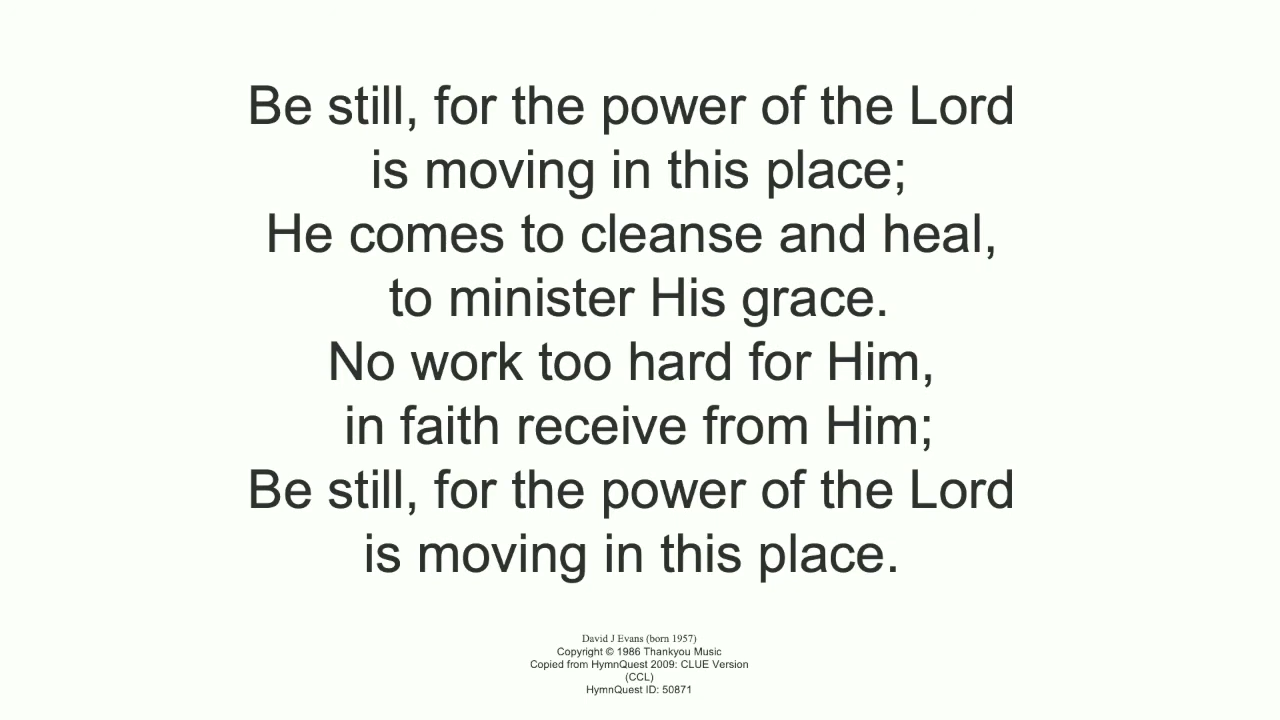 Be still, for the power of the Lord
is moving in this place;
He comes to cleanse and heal,
to minister His grace.
No work too hard for Him,
in faith receive from Him;
Be still, for the power of the Lord
is moving in this place.
David J Evans (born 1957)
Copyright © 1986 Thankyou Music
Copied from HymnQuest 2009: CLUE Version
(CCL)
HymnQuest ID: 50871